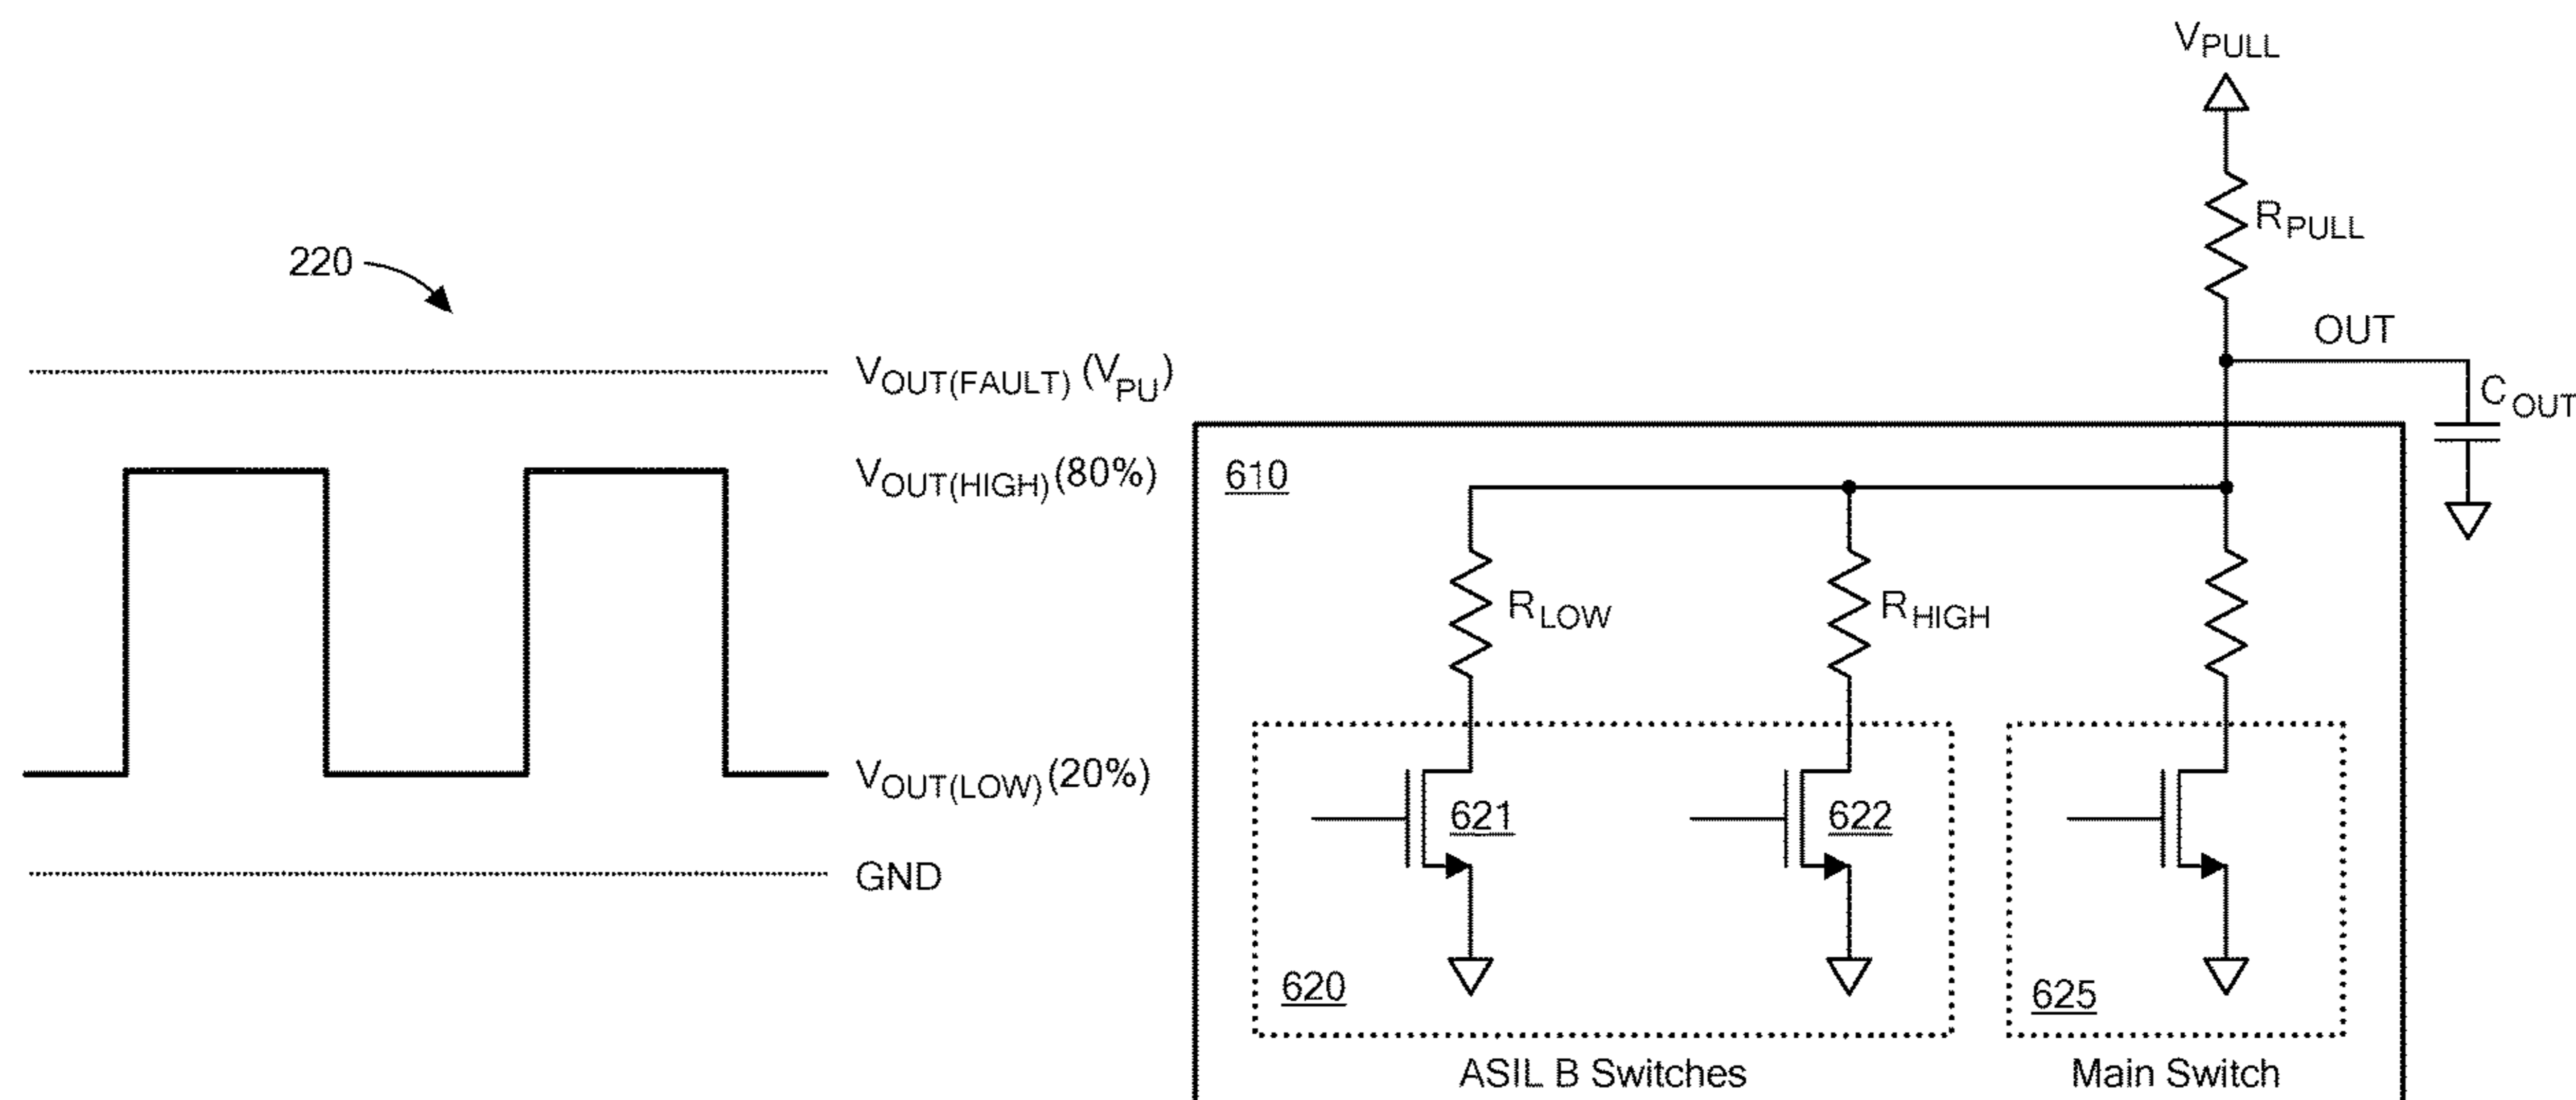 220
VOUT(FAULT) (VPU)
VOUT(HIGH) (80%)
VOUT(LOW) (20%)
GND
VPULL
RPULL
OUT
COUT
610
RLOW
RHIGH
621
622
620
625
ASIL B Switches
Main Switch